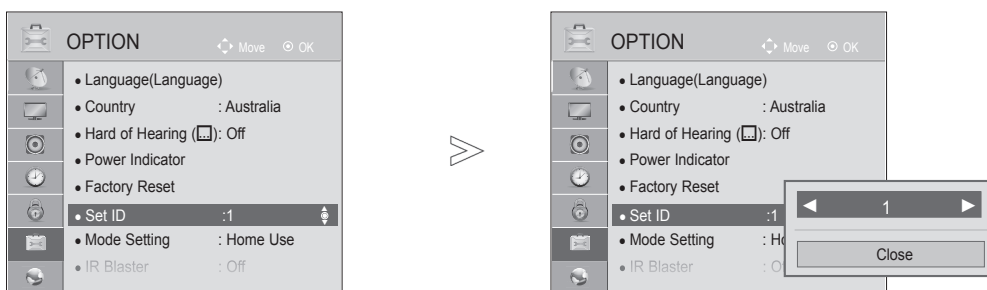 OPTION Move OK
• Language(Language)
• Country : Australia
• Hard of Hearing (...): Off
• Power Indicator
• Factory Reset
• Set ID :1
• Mode Setting : Home Use
• IR Blaster : Off
OPTION Move OK
• Language(Language)
• Country : Australia
• Hard of Hearing (...): Off
• Power Indicator
• Factory Reset
• Set ID :1
• Mode Setting : Ho
• IR Blaster : O
◀ 1 ▶
Close